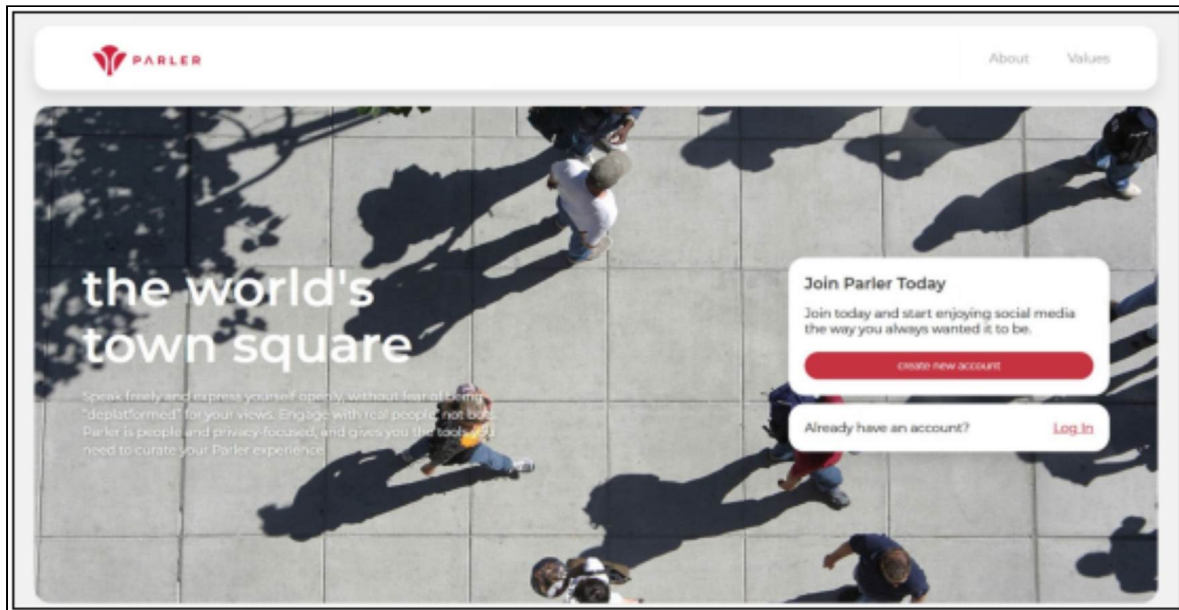 PARLER
About
Values
the world's
town square
Speak freely and express yourself openly, without fear of being
"deplatformed" for your views. Engage with real people, not bots.
Parler is people and privacy-focused, and gives you the tools you
need to curate your Parler experience.
Join Parler Today
Join today and start enjoying social media
the way you always wanted it to be.
create new account
Already have an account?
Log In